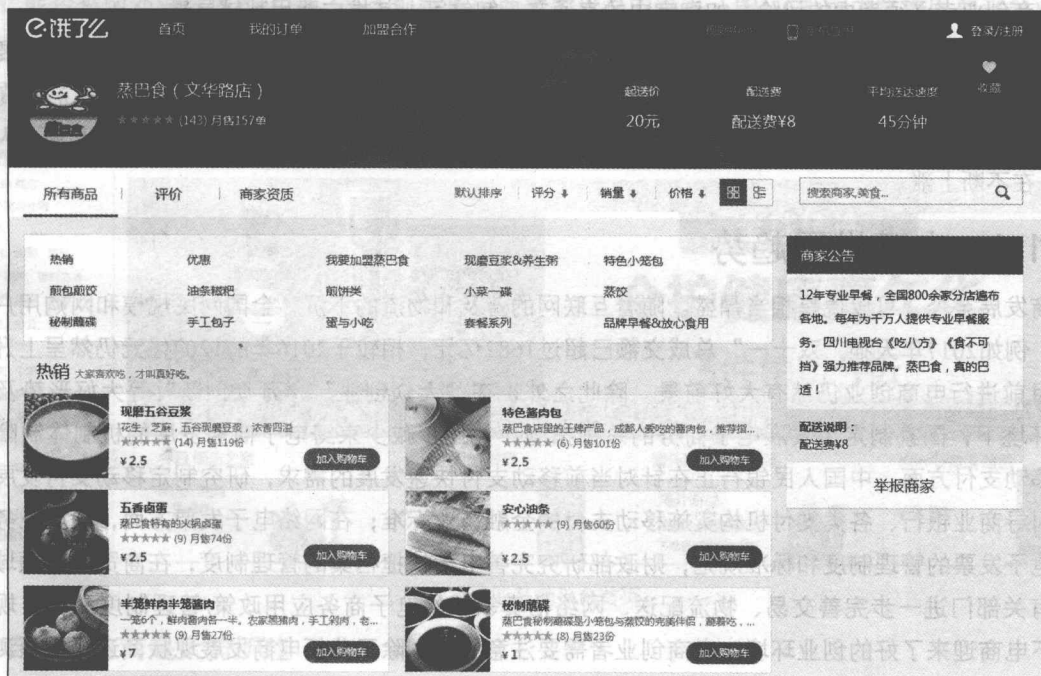 饿了么 首页 我的订单 加盟合作 登录/注册
蒸巴食（文华路店）
★★★★★ (143) 月售157单
起送价 配送费 平均送达速度 收藏
20元 配送费¥8 45分钟
所有商品 评价 商家资质 默认排序 评分 销量 价格 搜索商家,美食...
热销 优惠 我要加盟蒸巴食 现磨豆浆&养生粥 特色小笼包
煎包煎饺 油条糍粑 煎饼类 小菜一碟 蒸饺
秘制蘸碟 手工包子 蛋与小吃 套餐系列 品牌早餐&放心食用
商家公告
12年专业早餐，全国800余家分店遍布
各地。每年为千万人提供专业早餐服
务。四川电视台《吃八方》《食不可
挡》强力推荐品牌。蒸巴食，真的巴
适！
配送说明：
配送费¥8
举报商家
热销 大家喜欢吃，才叫真好吃。
现磨五谷豆浆
花生，芝麻，五谷现磨豆浆，浓香四溢
★★★★★ (14) 月售119份
¥2.5 加入购物车
特色酱肉包
蒸巴食店里的王牌产品，成都人爱吃的酱肉包，推荐搭...
★★★★★ (6) 月售101份
¥2.5 加入购物车
五香卤蛋
蒸巴食特有的火锅卤蛋
★★★★★ (9) 月售74份
¥2.5 加入购物车
安心油条
★★★★★ (9) 月售60份
¥2.5 加入购物车
半笼鲜肉半笼酱肉
一笼6个，鲜肉酱肉各一半。农家黑猪肉，手工剁肉，老...
★★★★★ (9) 月售27份
¥7 加入购物车
秘制蘸碟
蒸巴食秘制蘸碟是小笼包与蒸饺的完美伴侣，蘸着吃，...
★★★★★ (8) 月售23份
¥1 加入购物车